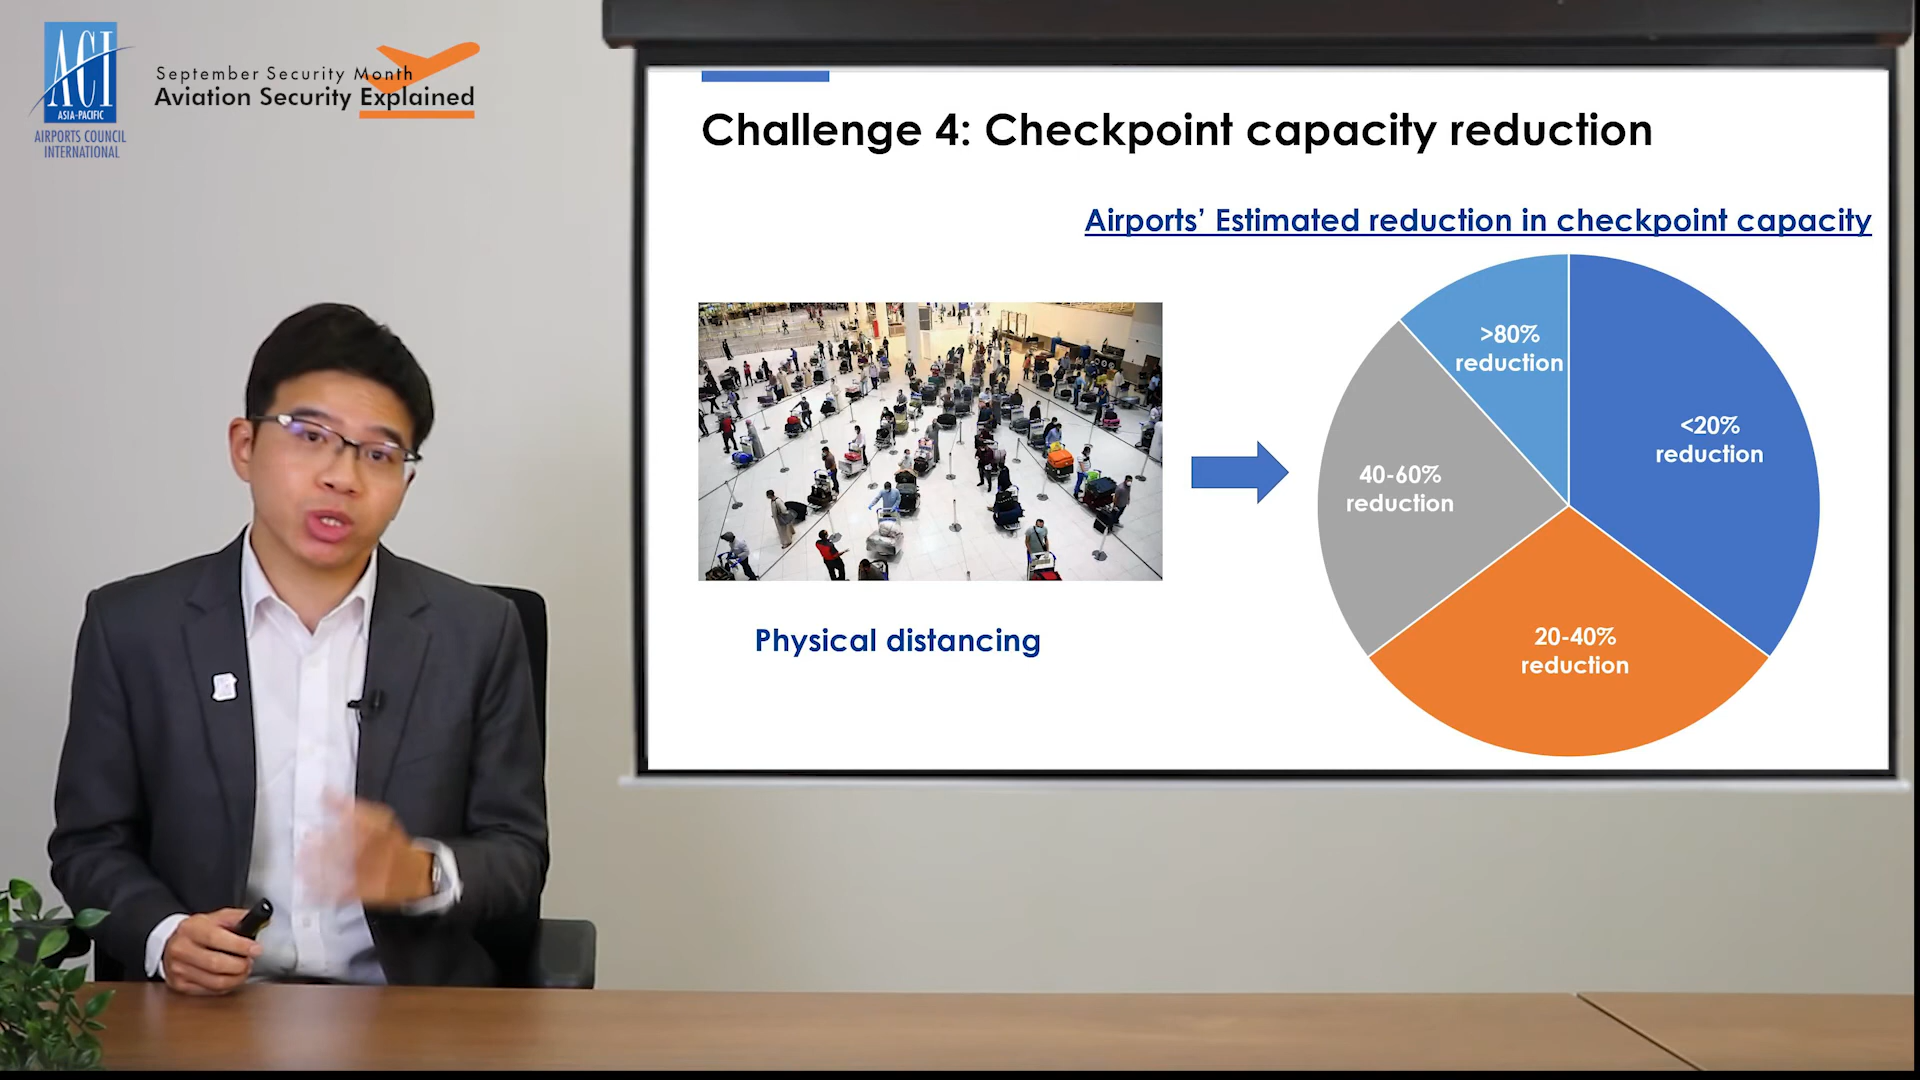 ACI
ASIA-PACIFIC
AIRPORTS COUNCIL
INTERNATIONAL
September Security Month
Aviation Security Explained
Challenge 4: Checkpoint capacity reduction
Airports’ Estimated reduction in checkpoint capacity
>80%
reduction
<20%
reduction
40-60%
reduction
20-40%
reduction
Physical distancing